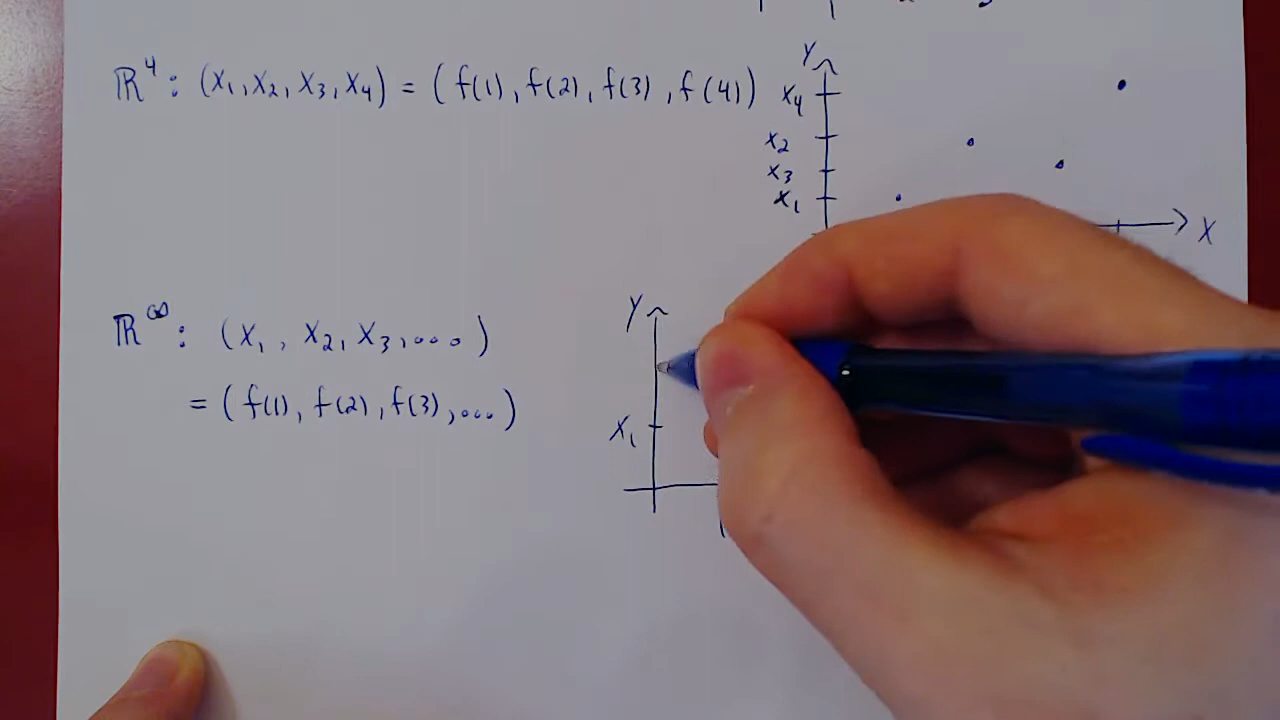 ℝ⁴: (x₁, x₂, x₃, x₄) = (f(1), f(2), f(3), f(4))
Y
x₄
x₂
x₃
x₁
X
ℝ^∞: (x₁, x₂, x₃, ...)
= (f(1), f(2), f(3), ...)
Y
x₁